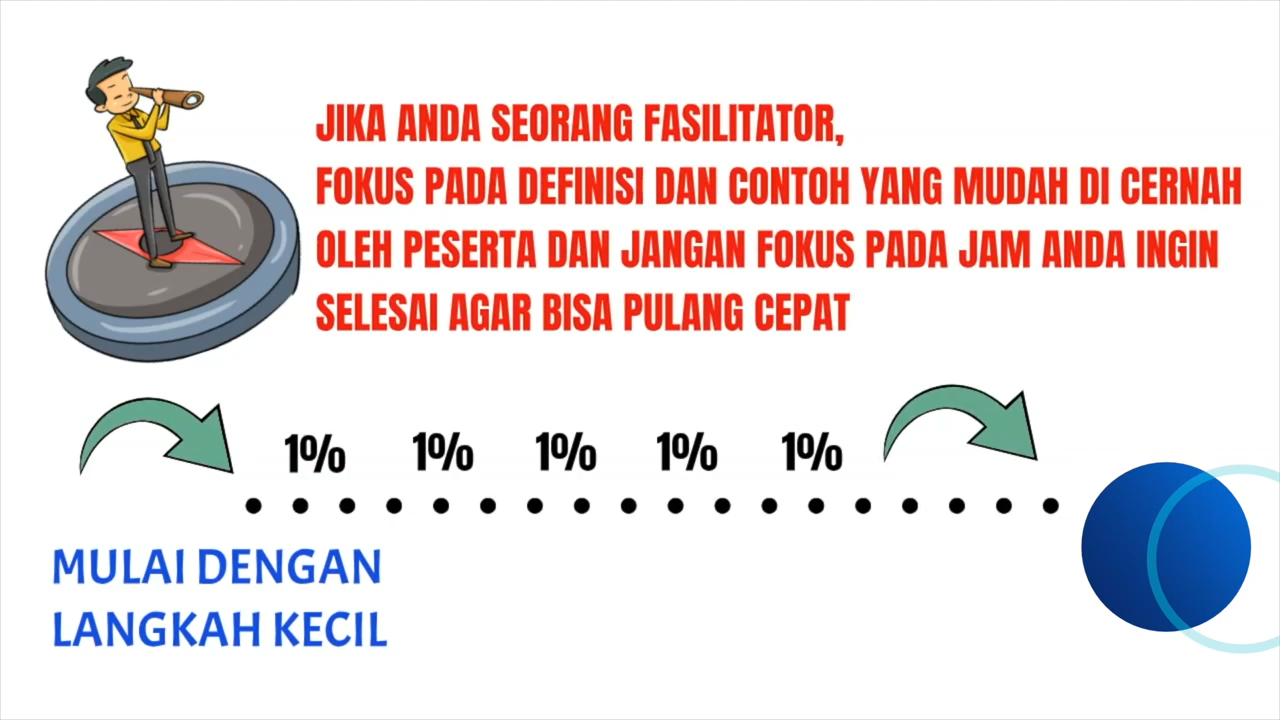 JIKA ANDA SEORANG FASILITATOR,
FOKUS PADA DEFINISI DAN CONTOH YANG MUDAH DI CERNAH
OLEH PESERTA DAN JANGAN FOKUS PADA JAM ANDA INGIN
SELESAI AGAR BISA PULANG CEPAT
1% 1% 1% 1% 1%
MULAI DENGAN
LANGKAH KECIL